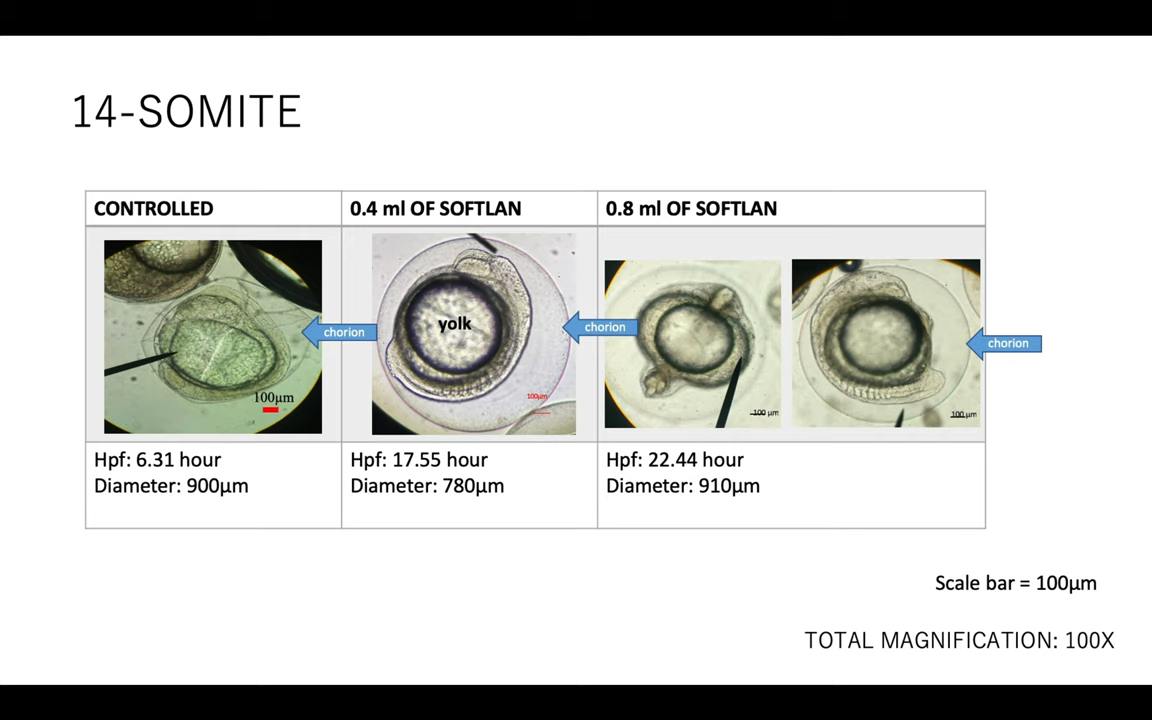 14-SOMITE
CONTROLLED
0.4 ml OF SOFTLAN
0.8 ml OF SOFTLAN
100µm
chorion
yolk
100µm
chorion
100 µm
100 µm
chorion
Hpf: 6.31 hour
Diameter: 900µm
Hpf: 17.55 hour
Diameter: 780µm
Hpf: 22.44 hour
Diameter: 910µm
Scale bar = 100µm
TOTAL MAGNIFICATION: 100X